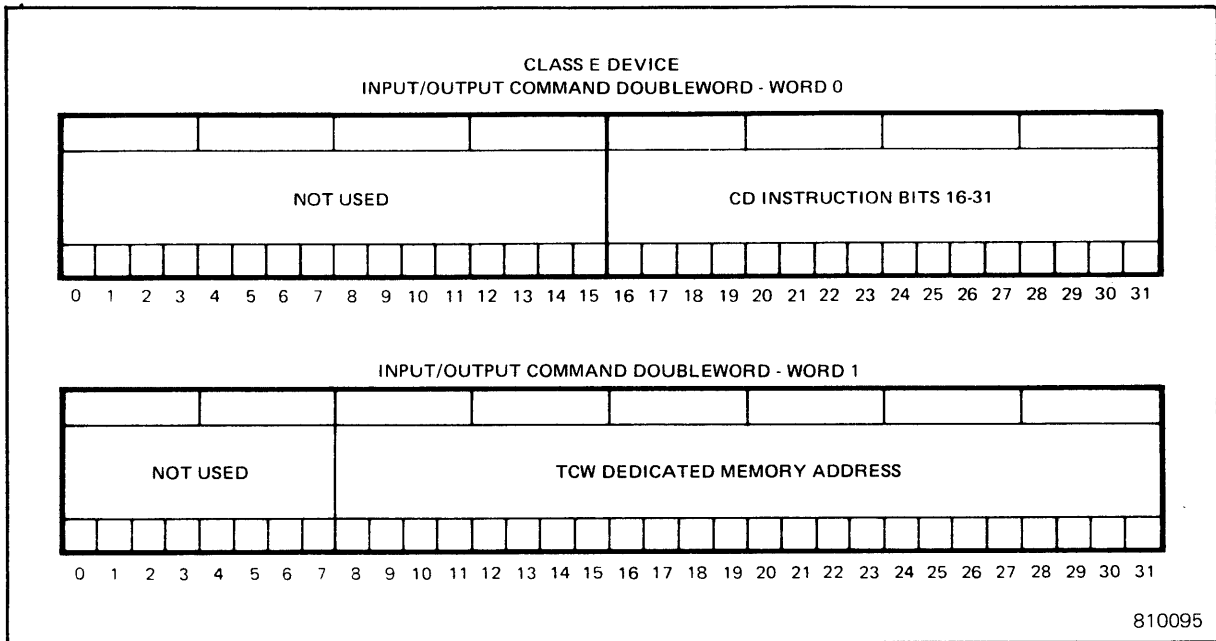 CLASS E DEVICE
INPUT/OUTPUT COMMAND DOUBLEWORD - WORD 0
NOT USED
CD INSTRUCTION BITS 16-31
0 1 2 3 4 5 6 7 8 9 10 11 12 13 14 15 16 17 18 19 20 21 22 23 24 25 26 27 28 29 30 31
INPUT/OUTPUT COMMAND DOUBLEWORD - WORD 1
NOT USED
TCW DEDICATED MEMORY ADDRESS
0 1 2 3 4 5 6 7 8 9 10 11 12 13 14 15 16 17 18 19 20 21 22 23 24 25 26 27 28 29 30 31
810095